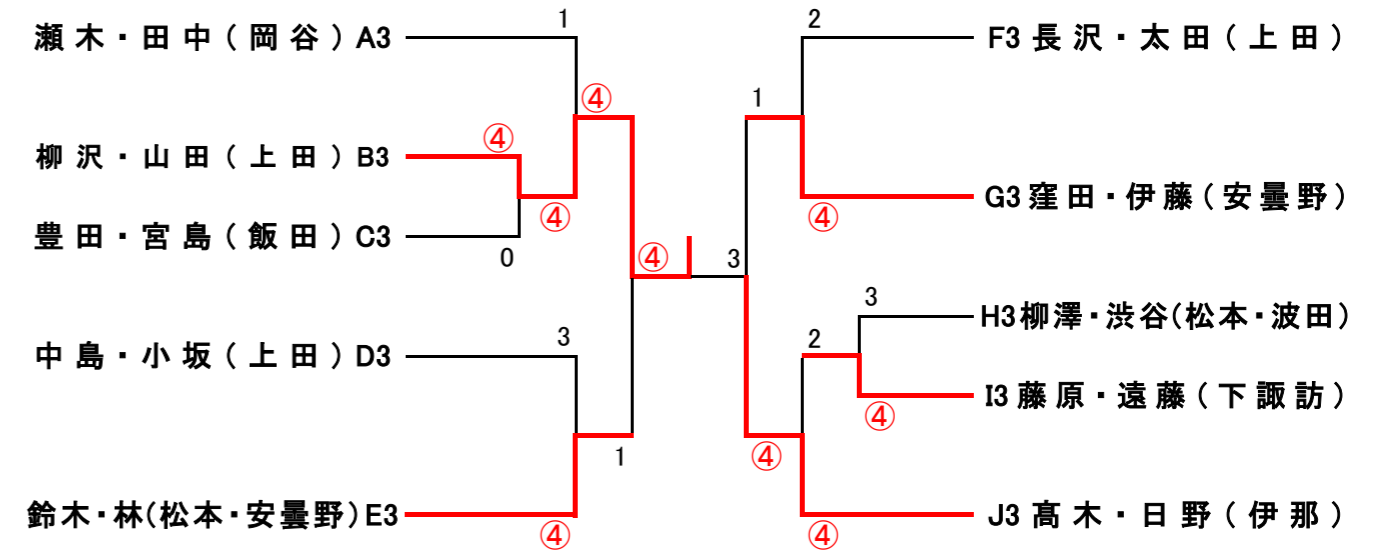 1
2
瀬木・田中(岡谷)A3
F3 長沢・太田(上田)
④
1
④
柳沢・山田(上田)B3
G3 窪田・伊藤(安曇野)
④
④
豊田・宮島(飯田)C3
0
④
3
3
H3 柳澤・渋谷(松本・波田)
3
2
中島・小坂(上田)D3
I3 藤原・遠藤(下諏訪)
④
1
④
鈴木・林(松本・安曇野)E3
J3 髙木・日野(伊那)
④
④